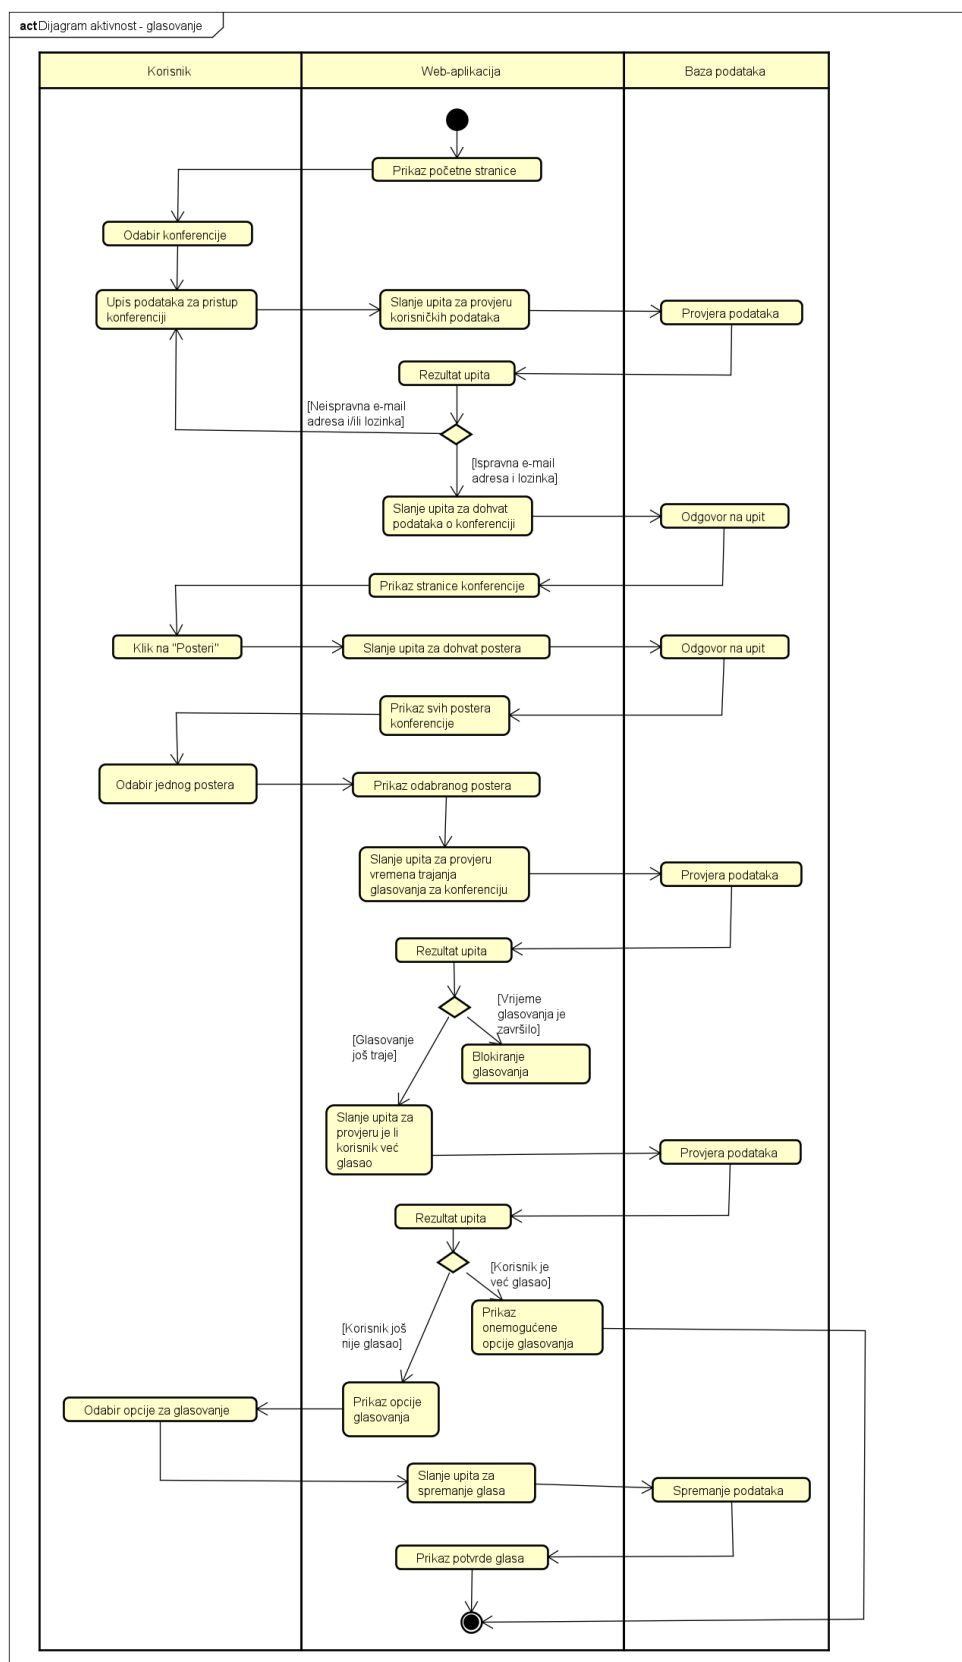 act Dijagram aktivnost - glasovanje
Korisnik
Web-aplikacija
Baza podataka
Prikaz početne stranice
Odabir konferencije
Upis podataka za pristup
konferenciji
Slanje upita za provjeru
korisničkih podataka
Provjera podataka
Rezultat upita
[Neispravna e-mail
adresa i/ili lozinka]
[Ispravna e-mail
adresa i lozinka]
Slanje upita za dohvat
podataka o konferenciji
Odgovor na upit
Prikaz stranice konferencije
Klik na "Posteri"
Slanje upita za dohvat postera
Odgovor na upit
Prikaz svih postera
konferencije
Odabir jednog postera
Prikaz odabranog postera
Slanje upita za provjeru
vremena trajanja
glasovanja za konferenciju
Provjera podataka
Rezultat upita
[Vrijeme
glasovanja je
završilo]
[Glasovanje
još traje]
Blokiranje
glasovanja
Slanje upita za
provjeru je li
korisnik već
glasao
Provjera podataka
Rezultat upita
[Korisnik je
već glasao]
[Korisnik još
nije glasao]
Prikaz
onemogućene
opcije glasovanja
Prikaz opcije
glasovanja
Odabir opcije za glasovanje
Slanje upita za
spremanje glasa
Spremanje podataka
Prikaz potvrde glasa